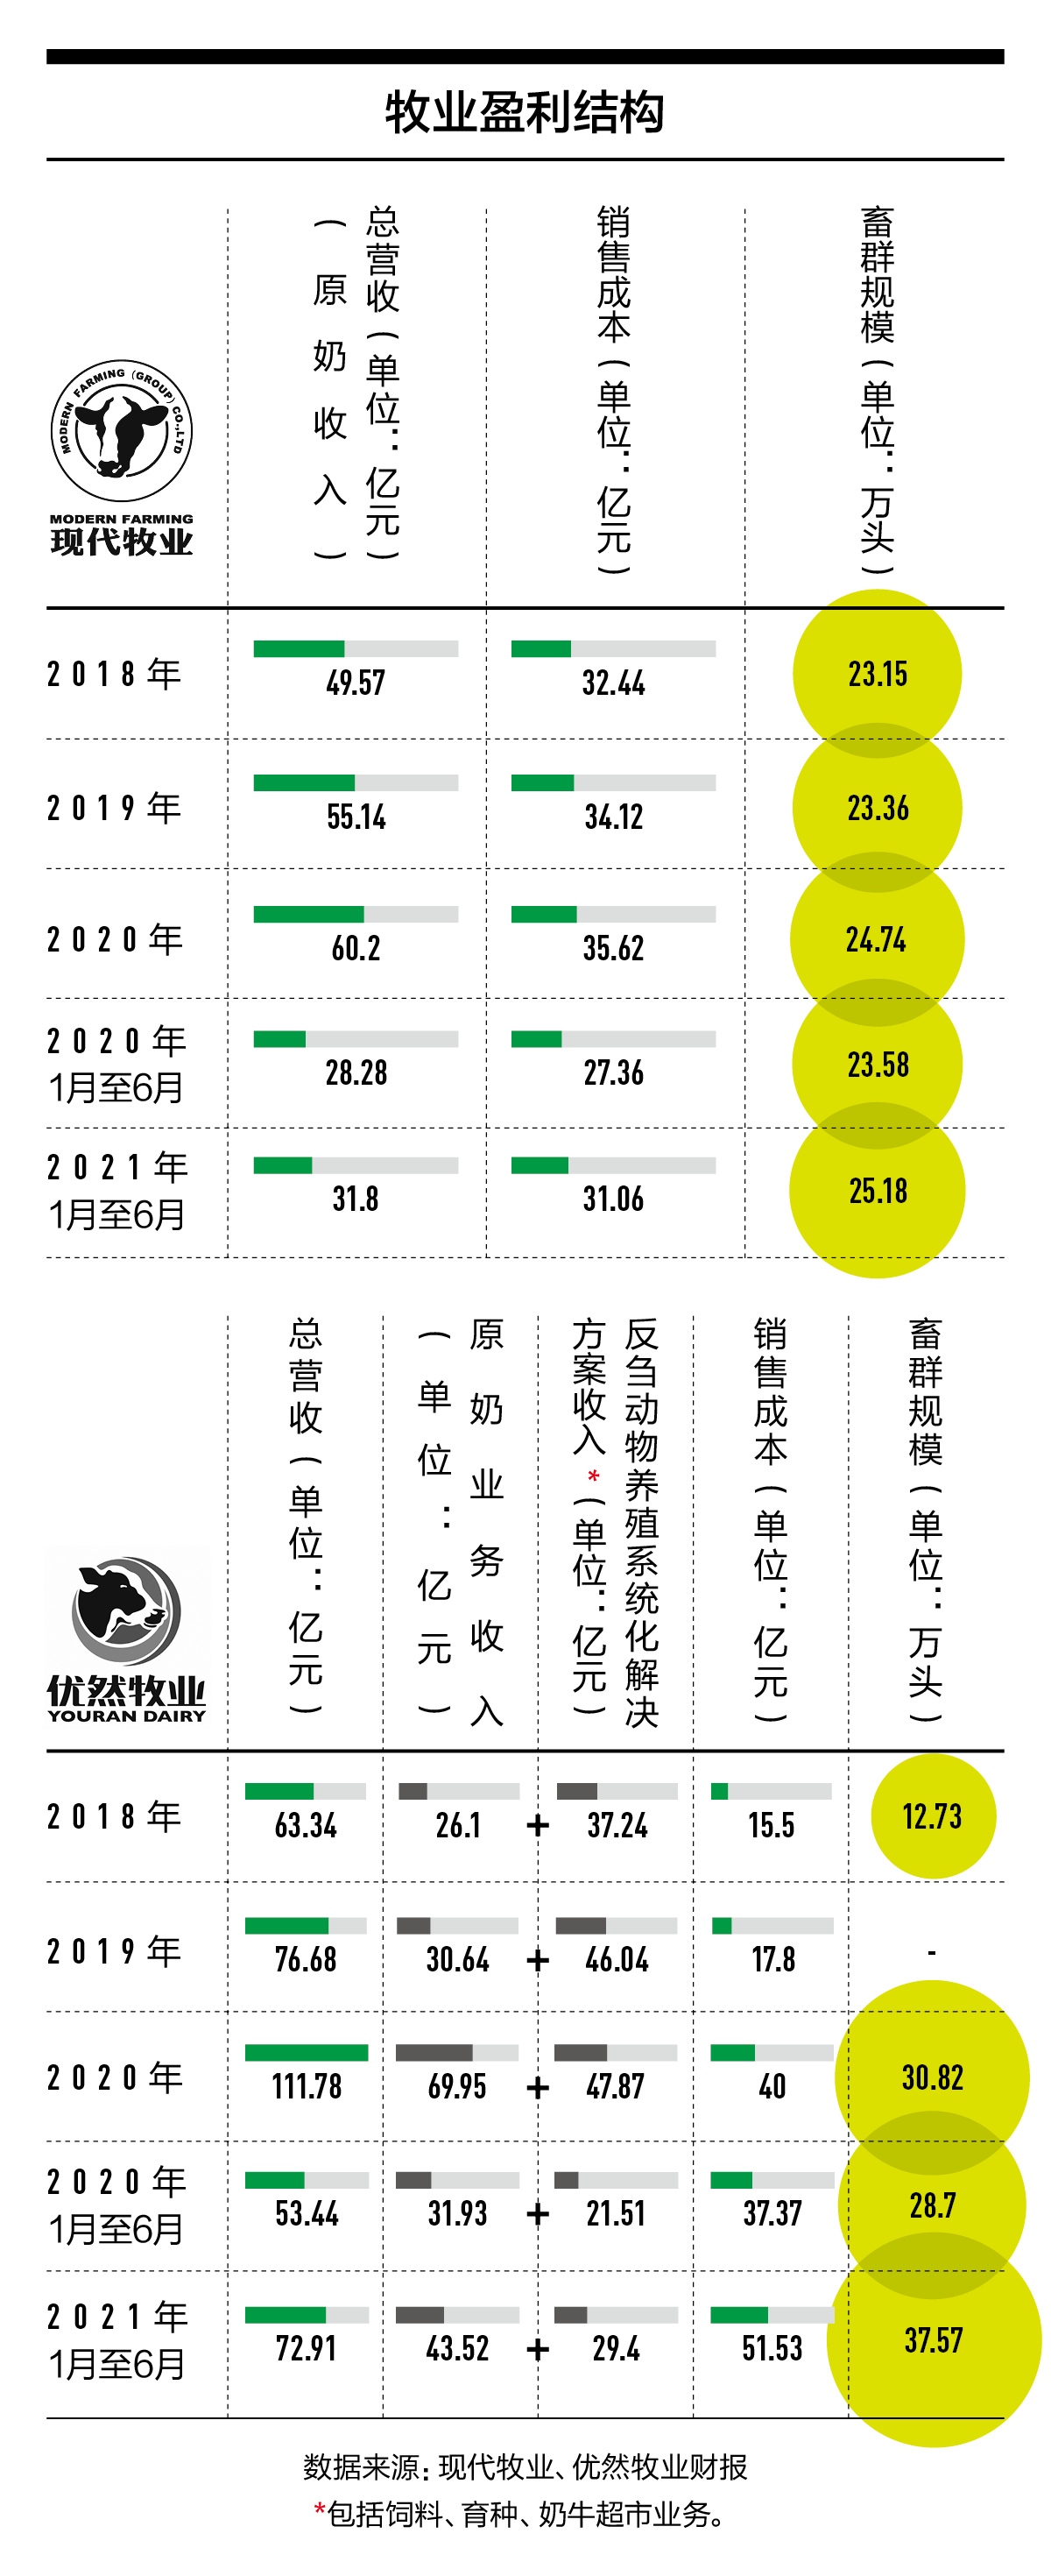 牧业盈利结构
MODERN FARMING (GROUP) CO.,LTD
MODERN FARMING
现代牧业
总营收(单位:亿元)
(原奶收入)
销售成本(单位:亿元)
畜群规模(单位:万头)
2018年 49.57 32.44 23.15
2019年 55.14 34.12 23.36
2020年 60.2 35.62 24.74
2020年
1月至6月 28.28 27.36 23.58
2021年
1月至6月 31.8 31.06 25.18
优然牧业
YOURAN DAIRY
总营收(单位:亿元)
原奶业务收入
(单位:亿元)
反刍动物养殖系统化解决
方案收入*(单位:亿元)
销售成本(单位:亿元)
畜群规模(单位:万头)
2018年 63.34 26.1 + 37.24 15.5 12.73
2019年 76.68 30.64 + 46.04 17.8 -
2020年 111.78 69.95 + 47.87 40 30.82
2020年
1月至6月 53.44 31.93 + 21.51 37.37 28.7
2021年
1月至6月 72.91 43.52 + 29.4 51.53 37.57
数据来源:现代牧业、优然牧业财报
*包括饲料、育种、奶牛超市业务。